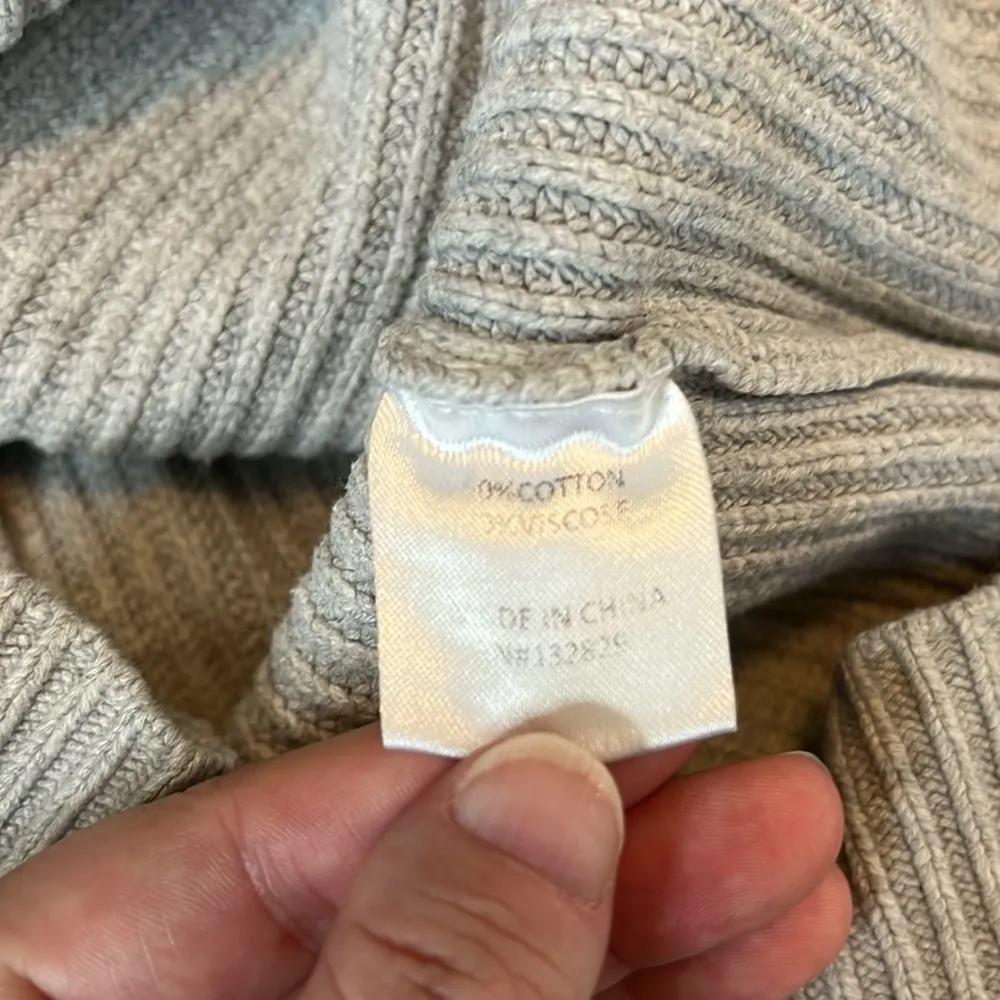 0%COTTON
%VISCOSE
DE IN CHINA
N#132829